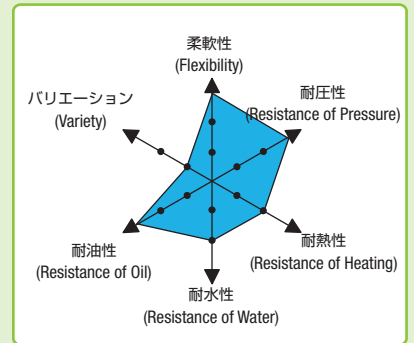 柔軟性
(Flexibility)
耐圧性
(Resistance of Pressure)
バリエーション
(Variety)
耐熱性
(Resistance of Heating)
耐油性
(Resistance of Oil)
耐水性
(Resistance of Water)